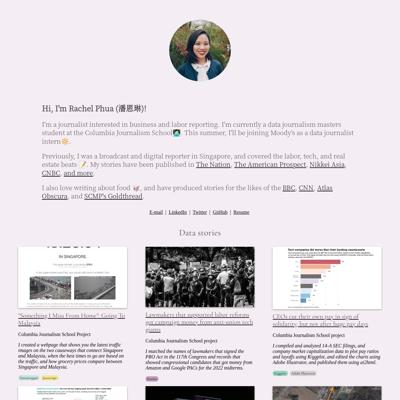 Hi, I'm Rachel Phua (潘恩琳)!
I'm a journalist interested in business and labor reporting. I'm currently a data journalism masters
student at the Columbia Journalism School👩🏻‍💻 This summer, I'll be joining Moody's as a data journalist
intern🔆.
Previously, I was a broadcast and digital reporter in Singapore, and covered the labor, tech, and real
estate beats 📝. My stories have been published in The Nation, The American Prospect, Nikkei Asia,
CNBC, and more.
I also love writing about food 🥡, and have produced stories for the likes of the BBC, CNN, Atlas
Obscura, and SCMP's Goldthread.
E-mail | LinkedIn | Twitter | GitHub | Resume
Data stories
IN SINGAPORE.
"Something I Miss From Home": Going To
Malaysia
Columbia Journalism School Project
I created a webpage that shows you the latest traffic
images on the two causeways that connect Singapore
and Malaysia, when the best times to go are based on
the traffic, and how grocery prices compare between
Singapore and Malaysia.
Lawmakers that supported labor reforms
got campaign money from anti-union tech
giants
Columbia Journalism School Project
I matched the names of lawmakers that signed the
PRO Act in the 117th Congress and records that
showed congressional candidates that got money from
Amazon and Google PACs for the 2022 midterms.
CEOs cut their own pay in sign of
solidarity, but not after huge pay days
Columbia Journalism School project
I compiled and analysed 14-A SEC filings, and
company market capitalisation data to plot pay ratios
and layoffs using R/ggplot, and edited the charts using
Adobe Illustrator, and published them using ai2html.